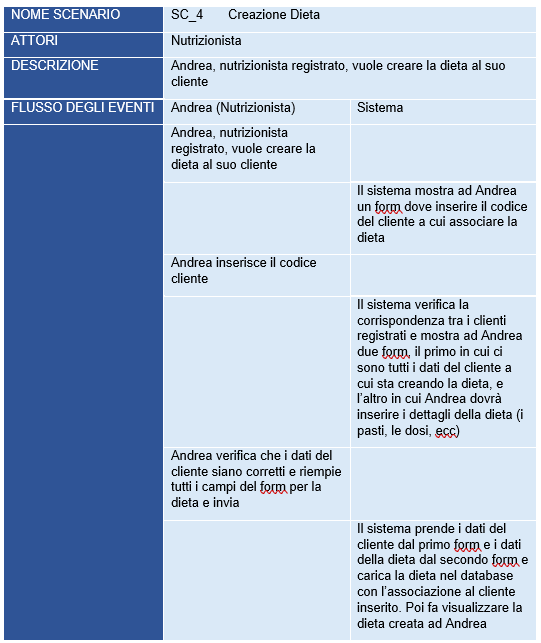 NOME SCENARIO SC_4 Creazione Dieta
ATTORI Nutrizionista
DESCRIZIONE Andrea, nutrizionista registrato, vuole creare la dieta al suo
cliente
FLUSSO DEGLI EVENTI Andrea (Nutrizionista) Sistema
Andrea, nutrizionista
registrato, vuole creare la
dieta al suo cliente
Il sistema mostra ad Andrea
un form dove inserire il codice
del cliente a cui associare la
dieta
Andrea inserisce il codice
cliente
Il sistema verifica la
corrispondenza tra i clienti
registrati e mostra ad Andrea
due form, il primo in cui ci
sono tutti i dati del cliente a
cui sta creando la dieta, e
l'altro in cui Andrea dovrà
inserire i dettagli della dieta (i
pasti, le dosi, ecc)
Andrea verifica che i dati del
cliente siano corretti e riempie
tutti i campi del form per la
dieta e invia
Il sistema prende i dati del
cliente dal primo form e i dati
della dieta dal secondo form e
carica la dieta nel database
con l'associazione al cliente
inserito. Poi fa visualizzare la
dieta creata ad Andrea